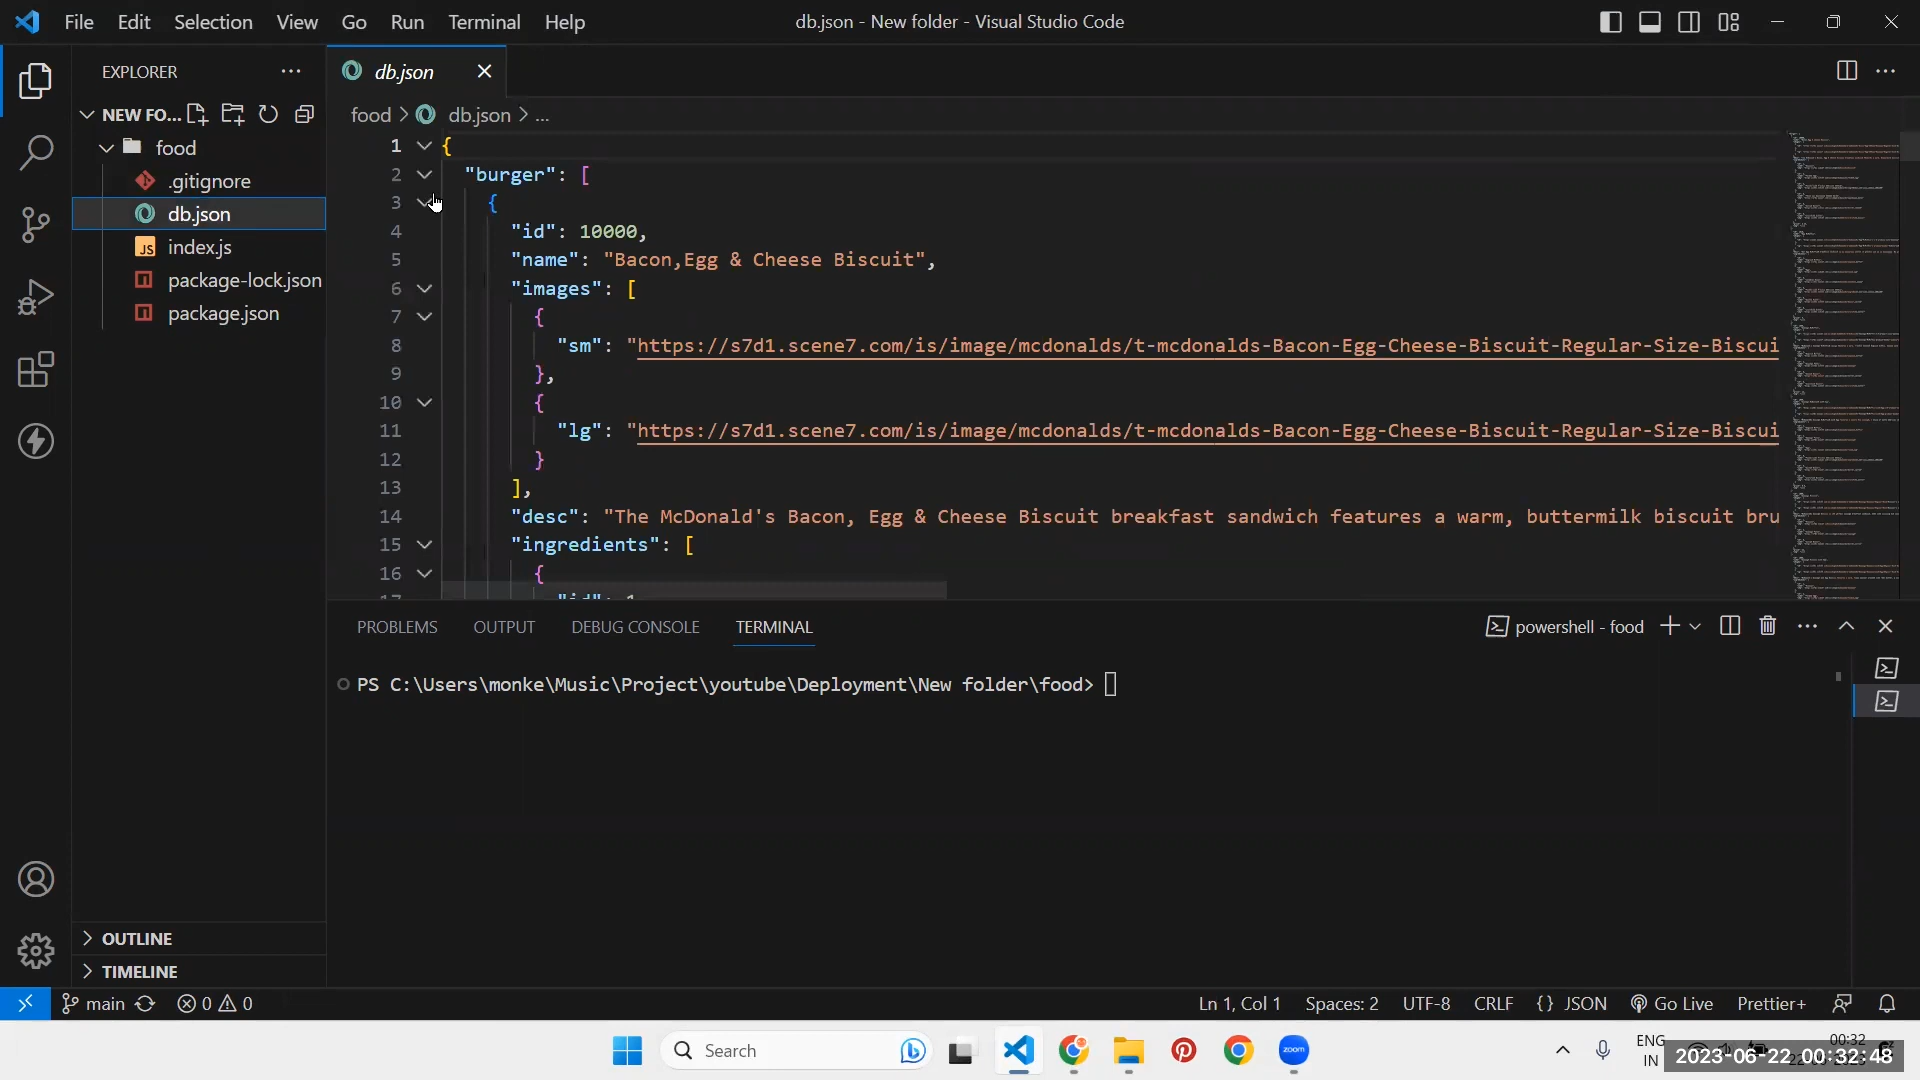 File Edit Selection View Go Run Terminal Help
db.json - New folder - Visual Studio Code
EXPLORER
NEW FO...
food
.gitignore
db.json
index.js
package-lock.json
package.json
OUTLINE
TIMELINE
db.json
food > db.json > ...
1 {
2 "burger": [
3 {
4 "id": 10000,
5 "name": "Bacon,Egg & Cheese Biscuit",
6 "images": [
7 {
8 "sm": "https://s7d1.scene7.com/is/image/mcdonalds/t-mcdonalds-Bacon-Egg-Cheese-Biscuit-Regular-Size-Biscui
9 },
10 {
11 "lg": "https://s7d1.scene7.com/is/image/mcdonalds/t-mcdonalds-Bacon-Egg-Cheese-Biscuit-Regular-Size-Biscui
12 }
13 ],
14 "desc": "The McDonald's Bacon, Egg & Cheese Biscuit breakfast sandwich features a warm, buttermilk biscuit bru
15 "ingredients": [
16 {
PROBLEMS OUTPUT DEBUG CONSOLE TERMINAL
powershell - food
PS C:\Users\monke\Music\Project\youtube\Deployment\New folder\food>
main 0 0
Ln 1, Col 1 Spaces: 2 UTF-8 CRLF {} JSON Go Live Prettier+
Search
zoom
ENG
IN
00:32
2023-06-22 00:32:48